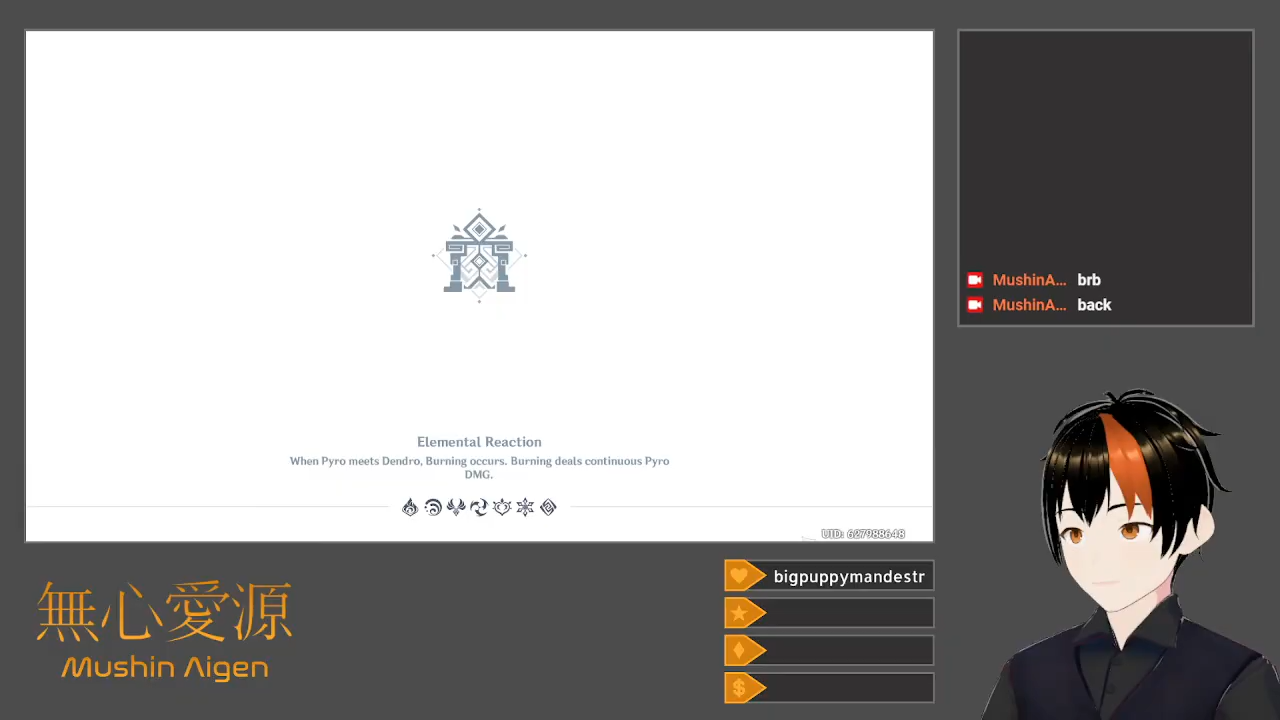 MushinA... brb
MushinA... back
Elemental Reaction
When Pyro meets Dendro, Burning occurs. Burning deals continuous Pyro
DMG.
UID: 627988648
bigpuppymandestr
無心愛源
Mushin Aigen